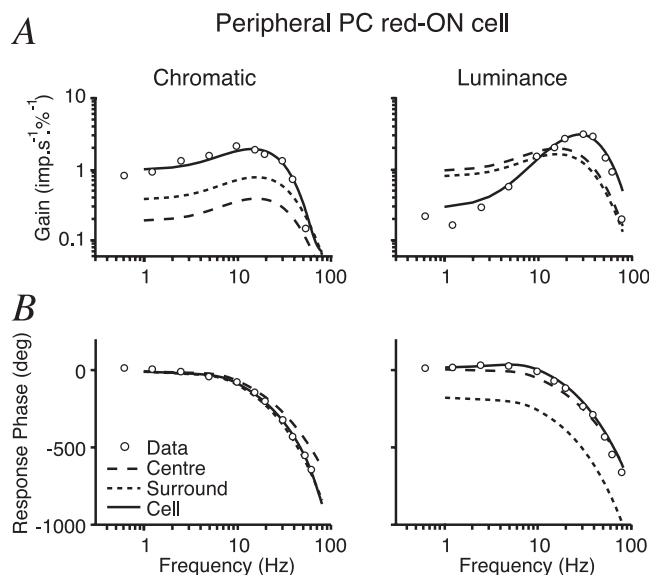 A
Peripheral PC red-ON cell
Chromatic
Luminance
Gain (imp.s-1.%-1)
10
1
0.1
10
1
0.1
1
10
100
1
10
100
B
Response Phase (deg)
0
-500
-1000
0
-500
-1000
Data
Centre
Surround
Cell
1
10
100
1
10
100
Frequency (Hz)
Frequency (Hz)